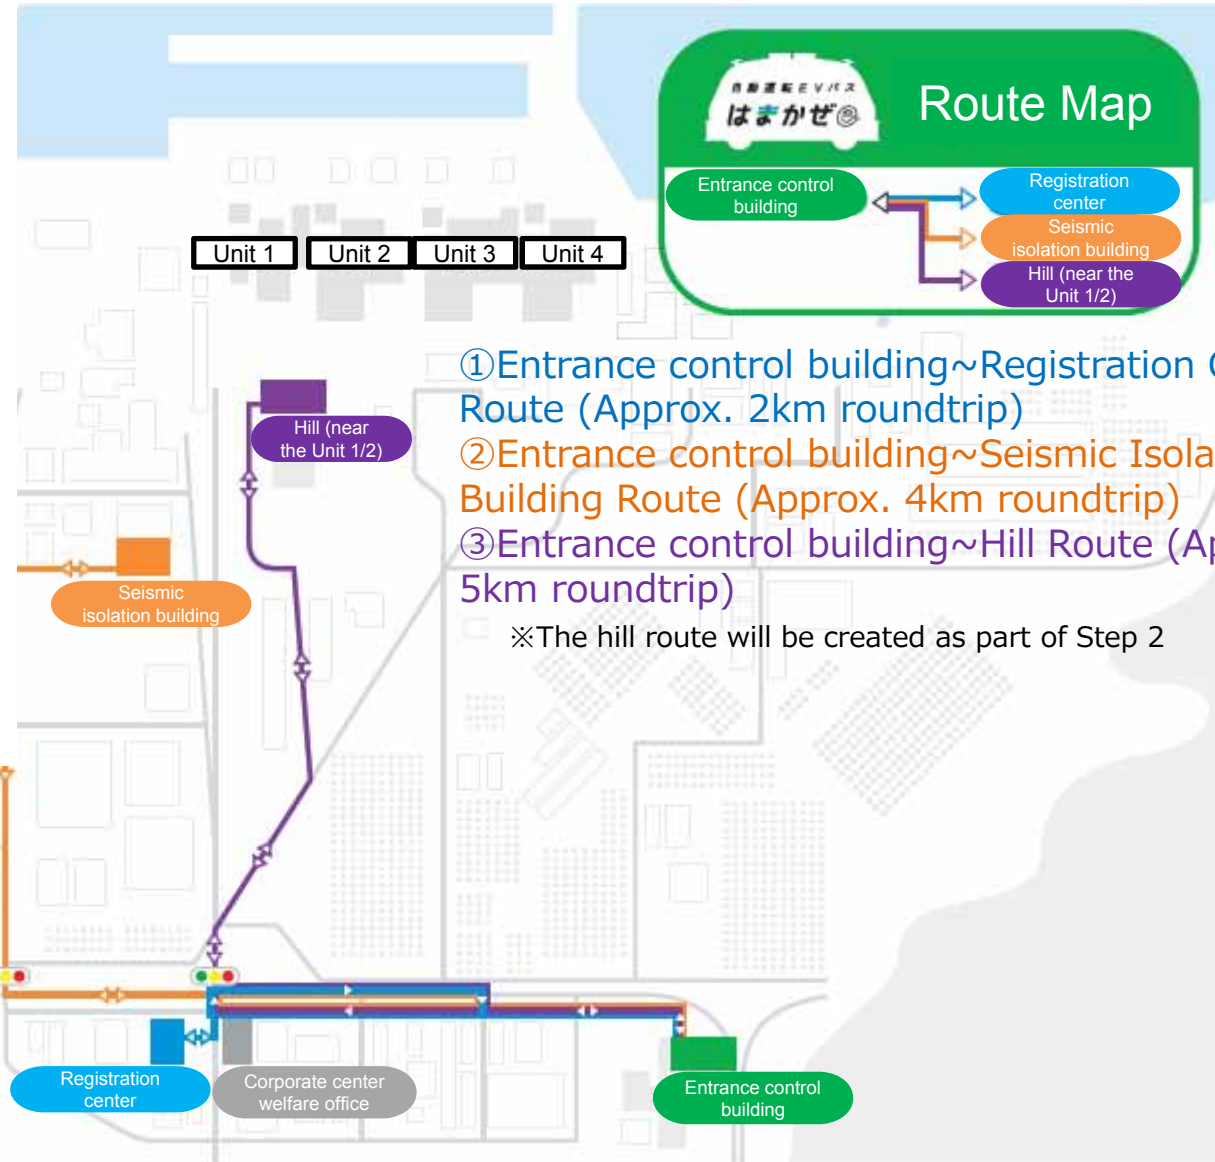 自動運転EVバス
はまかぜ
Route Map
Entrance control
building
Registration
center
Seismic
isolation building
Hill (near the
Unit 1/2)
Unit 1
Unit 2
Unit 3
Unit 4
①Entrance control building~Registration
Route (Approx. 2km roundtrip)
②Entrance control building~Seismic Isola
Building Route (Approx. 4km roundtrip)
③Entrance control building~Hill Route (Ap
5km roundtrip)
※The hill route will be created as part of Step 2
Hill (near
the Unit 1/2)
Seismic
isolation building
Registration
center
Corporate center
welfare office
Entrance control
building